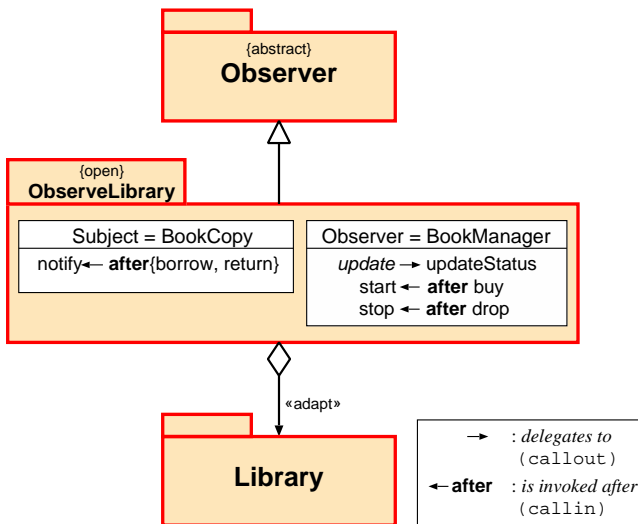 {abstract}
Observer
{open}
ObserveLibrary
Subject = BookCopy
notify ← after{borrow, return}
Observer = BookManager
update → updateStatus
start ← after buy
stop ← after drop
«adapt»
Library
→ : delegates to
(callout)
← after : is invoked after
(callin)